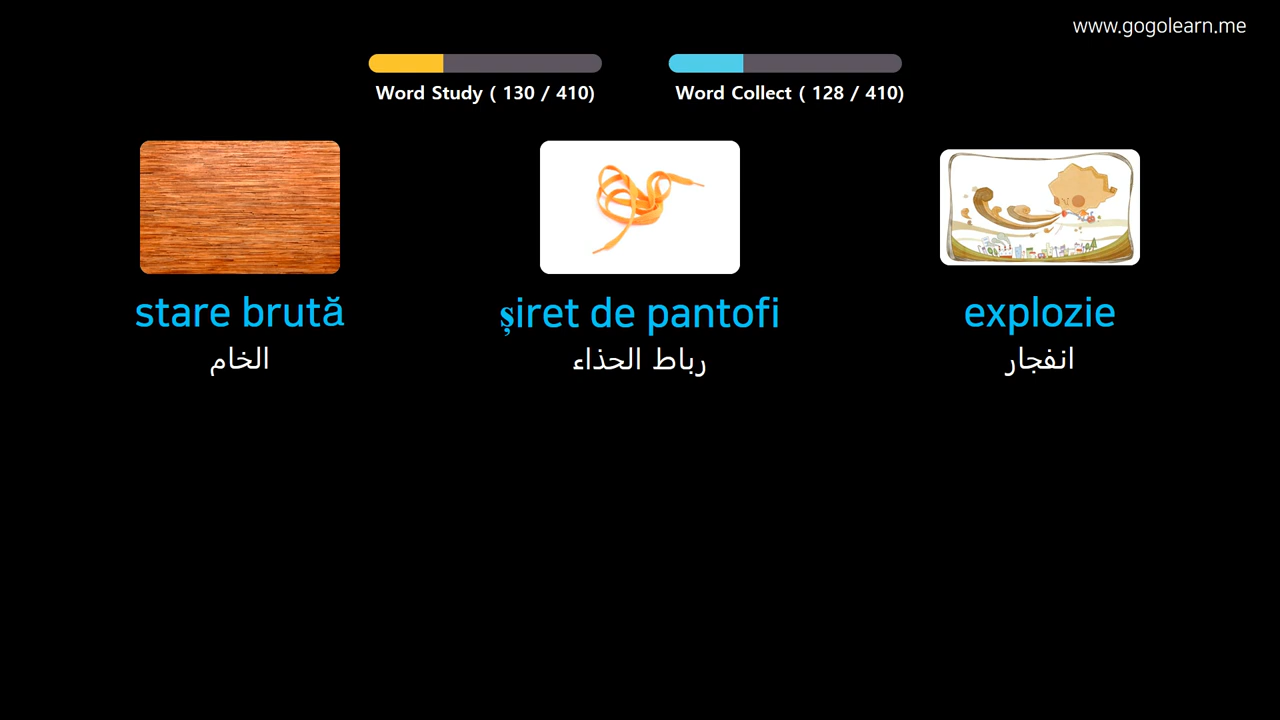 www.gogolearn.me
Word Study ( 130 / 410)
Word Collect ( 128 / 410)
stare brută
الخام
șiret de pantofi
رباط الحذاء
explozie
انفجار